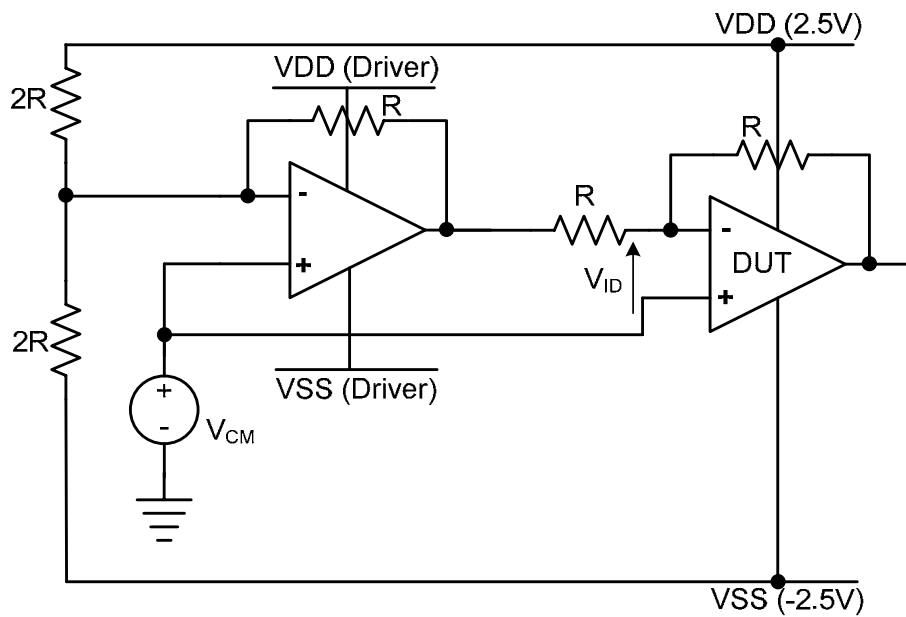 VDD (2.5V)
VDD (Driver)
2R
R
R
-
R
-
DUT
+
V_ID
+
2R
VSS (Driver)
+
-
V_CM
VSS (-2.5V)